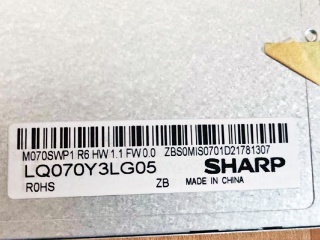 M070SWP1 R6 HW 1.1 FW 0.0 ZBS0MIS0701D21781307
LQ070Y3LG05 SHARP
R0HS ZB MADE IN CHINA